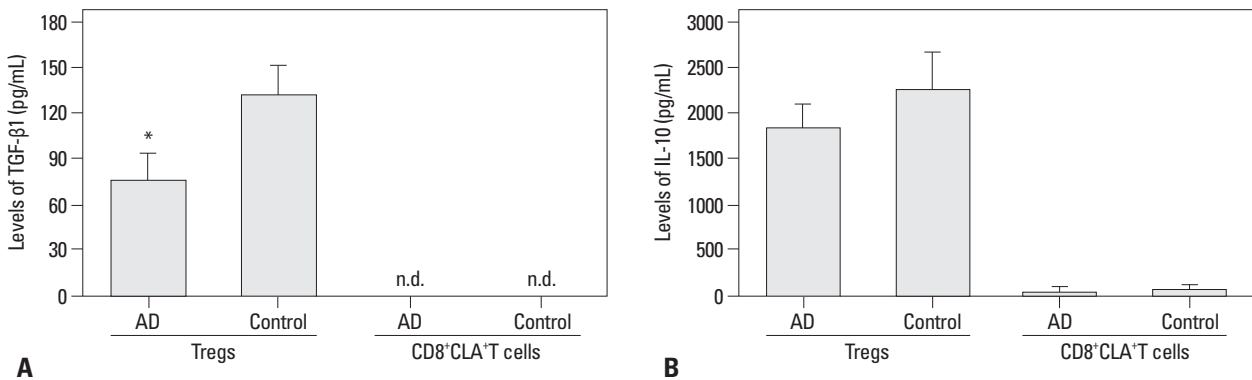 Levels of TGF-β1 (pg/mL)
180
150
120
90
60
30
0
*
n.d.
n.d.
AD
Control
AD
Control
Tregs
CD8⁺CLA⁺T cells
A
Levels of IL-10 (pg/mL)
3000
2500
2000
1500
1000
500
0
AD
Control
AD
Control
Tregs
CD8⁺CLA⁺T cells
B